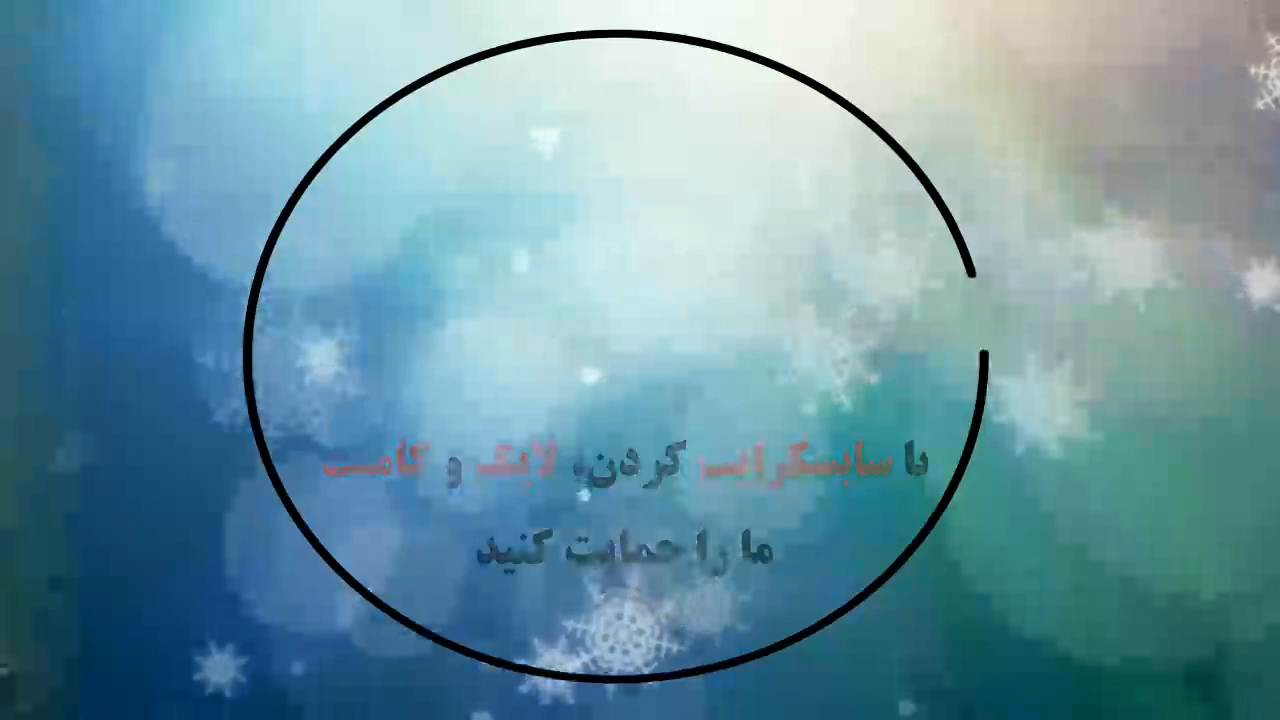 با سابسکرایب کردن، لایک و کامنت
ما را حمایت کنید